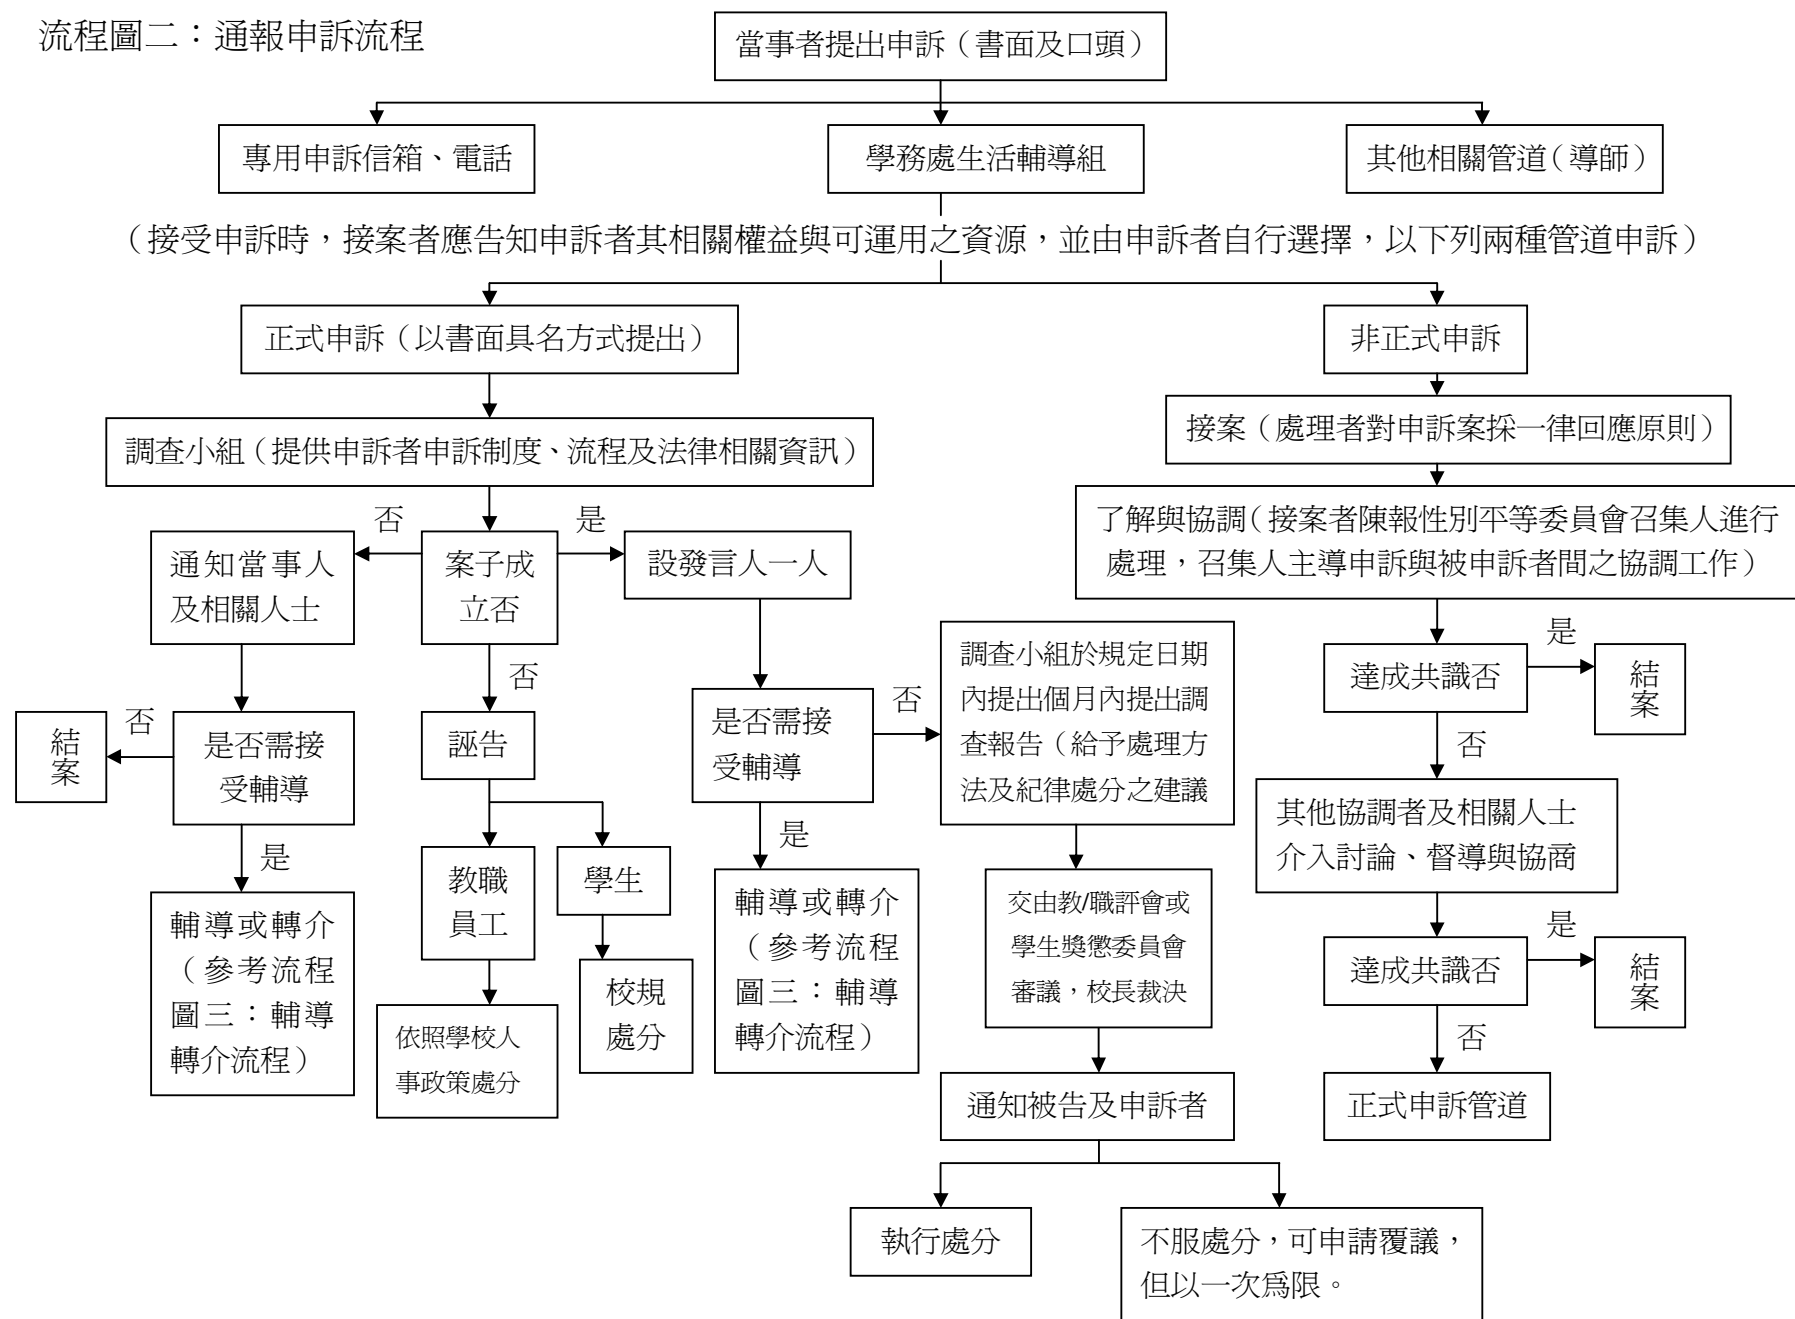 流程圖二：通報申訴流程
當事者提出申訴（書面及口頭）
專用申訴信箱、電話
學務處生活輔導組
其他相關管道（導師）
（接受申訴時，接案者應告知申訴者其相關權益與可運用之資源，並由申訴者自行選擇，以下列兩種管道申訴）
正式申訴（以書面具名方式提出）
非正式申訴
調查小組（提供申訴者申訴制度、流程及法律相關資訊）
接案（處理者對申訴案採一律回應原則）
了解與協調（接案者陳報性別平等委員會召集人進行
處理，召集人主導申訴與被申訴者間之協調工作）
否
是
通知當事人
及相關人士
案子成
立否
設發言人一人
否
否
是否需接
受輔導
結案
是
輔導或轉介
（參考流程
圖三：輔導
轉介流程）
誣告
教職
員工
學生
依照學校人
事政策處分
校規
處分
是否需接
受輔導
否
是
輔導或轉介
（參考流程
圖三：輔導
轉介流程）
調查小組於規定日期
內提出個月內提出調
查報告（給予處理方
法及紀律處分之建議
交由教/職評會或
學生獎懲委員會
審議，校長裁決
通知被告及申訴者
執行處分
不服處分，可申請覆議，
但以一次為限。
達成共識否
是
結案
否
其他協調者及相關人士
介入討論、督導與協商
達成共識否
是
結案
否
正式申訴管道